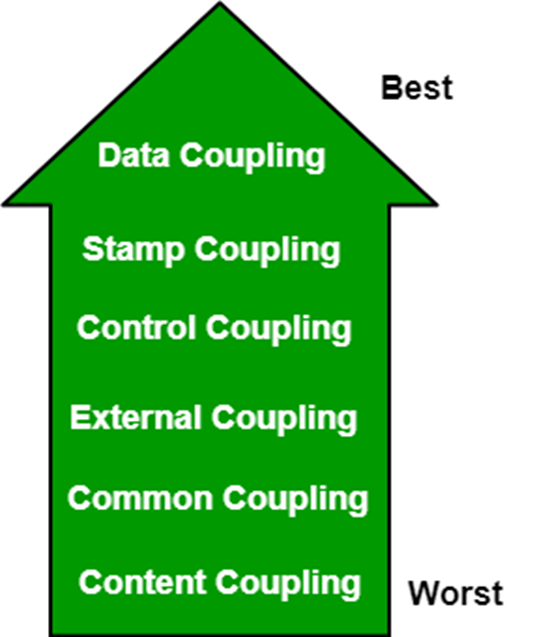 Best
Data Coupling
Stamp Coupling
Control Coupling
External Coupling
Common Coupling
Content Coupling
Worst